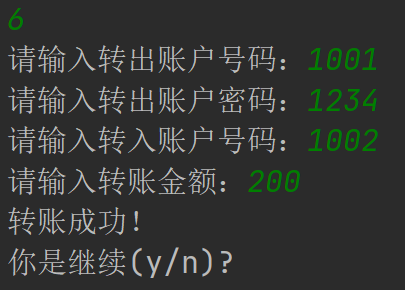 6
请输入转出账户号码：1001
请输入转出账户密码：1234
请输入转入账户号码：1002
请输入转账金额：200
转账成功!
你是继续(y/n)?